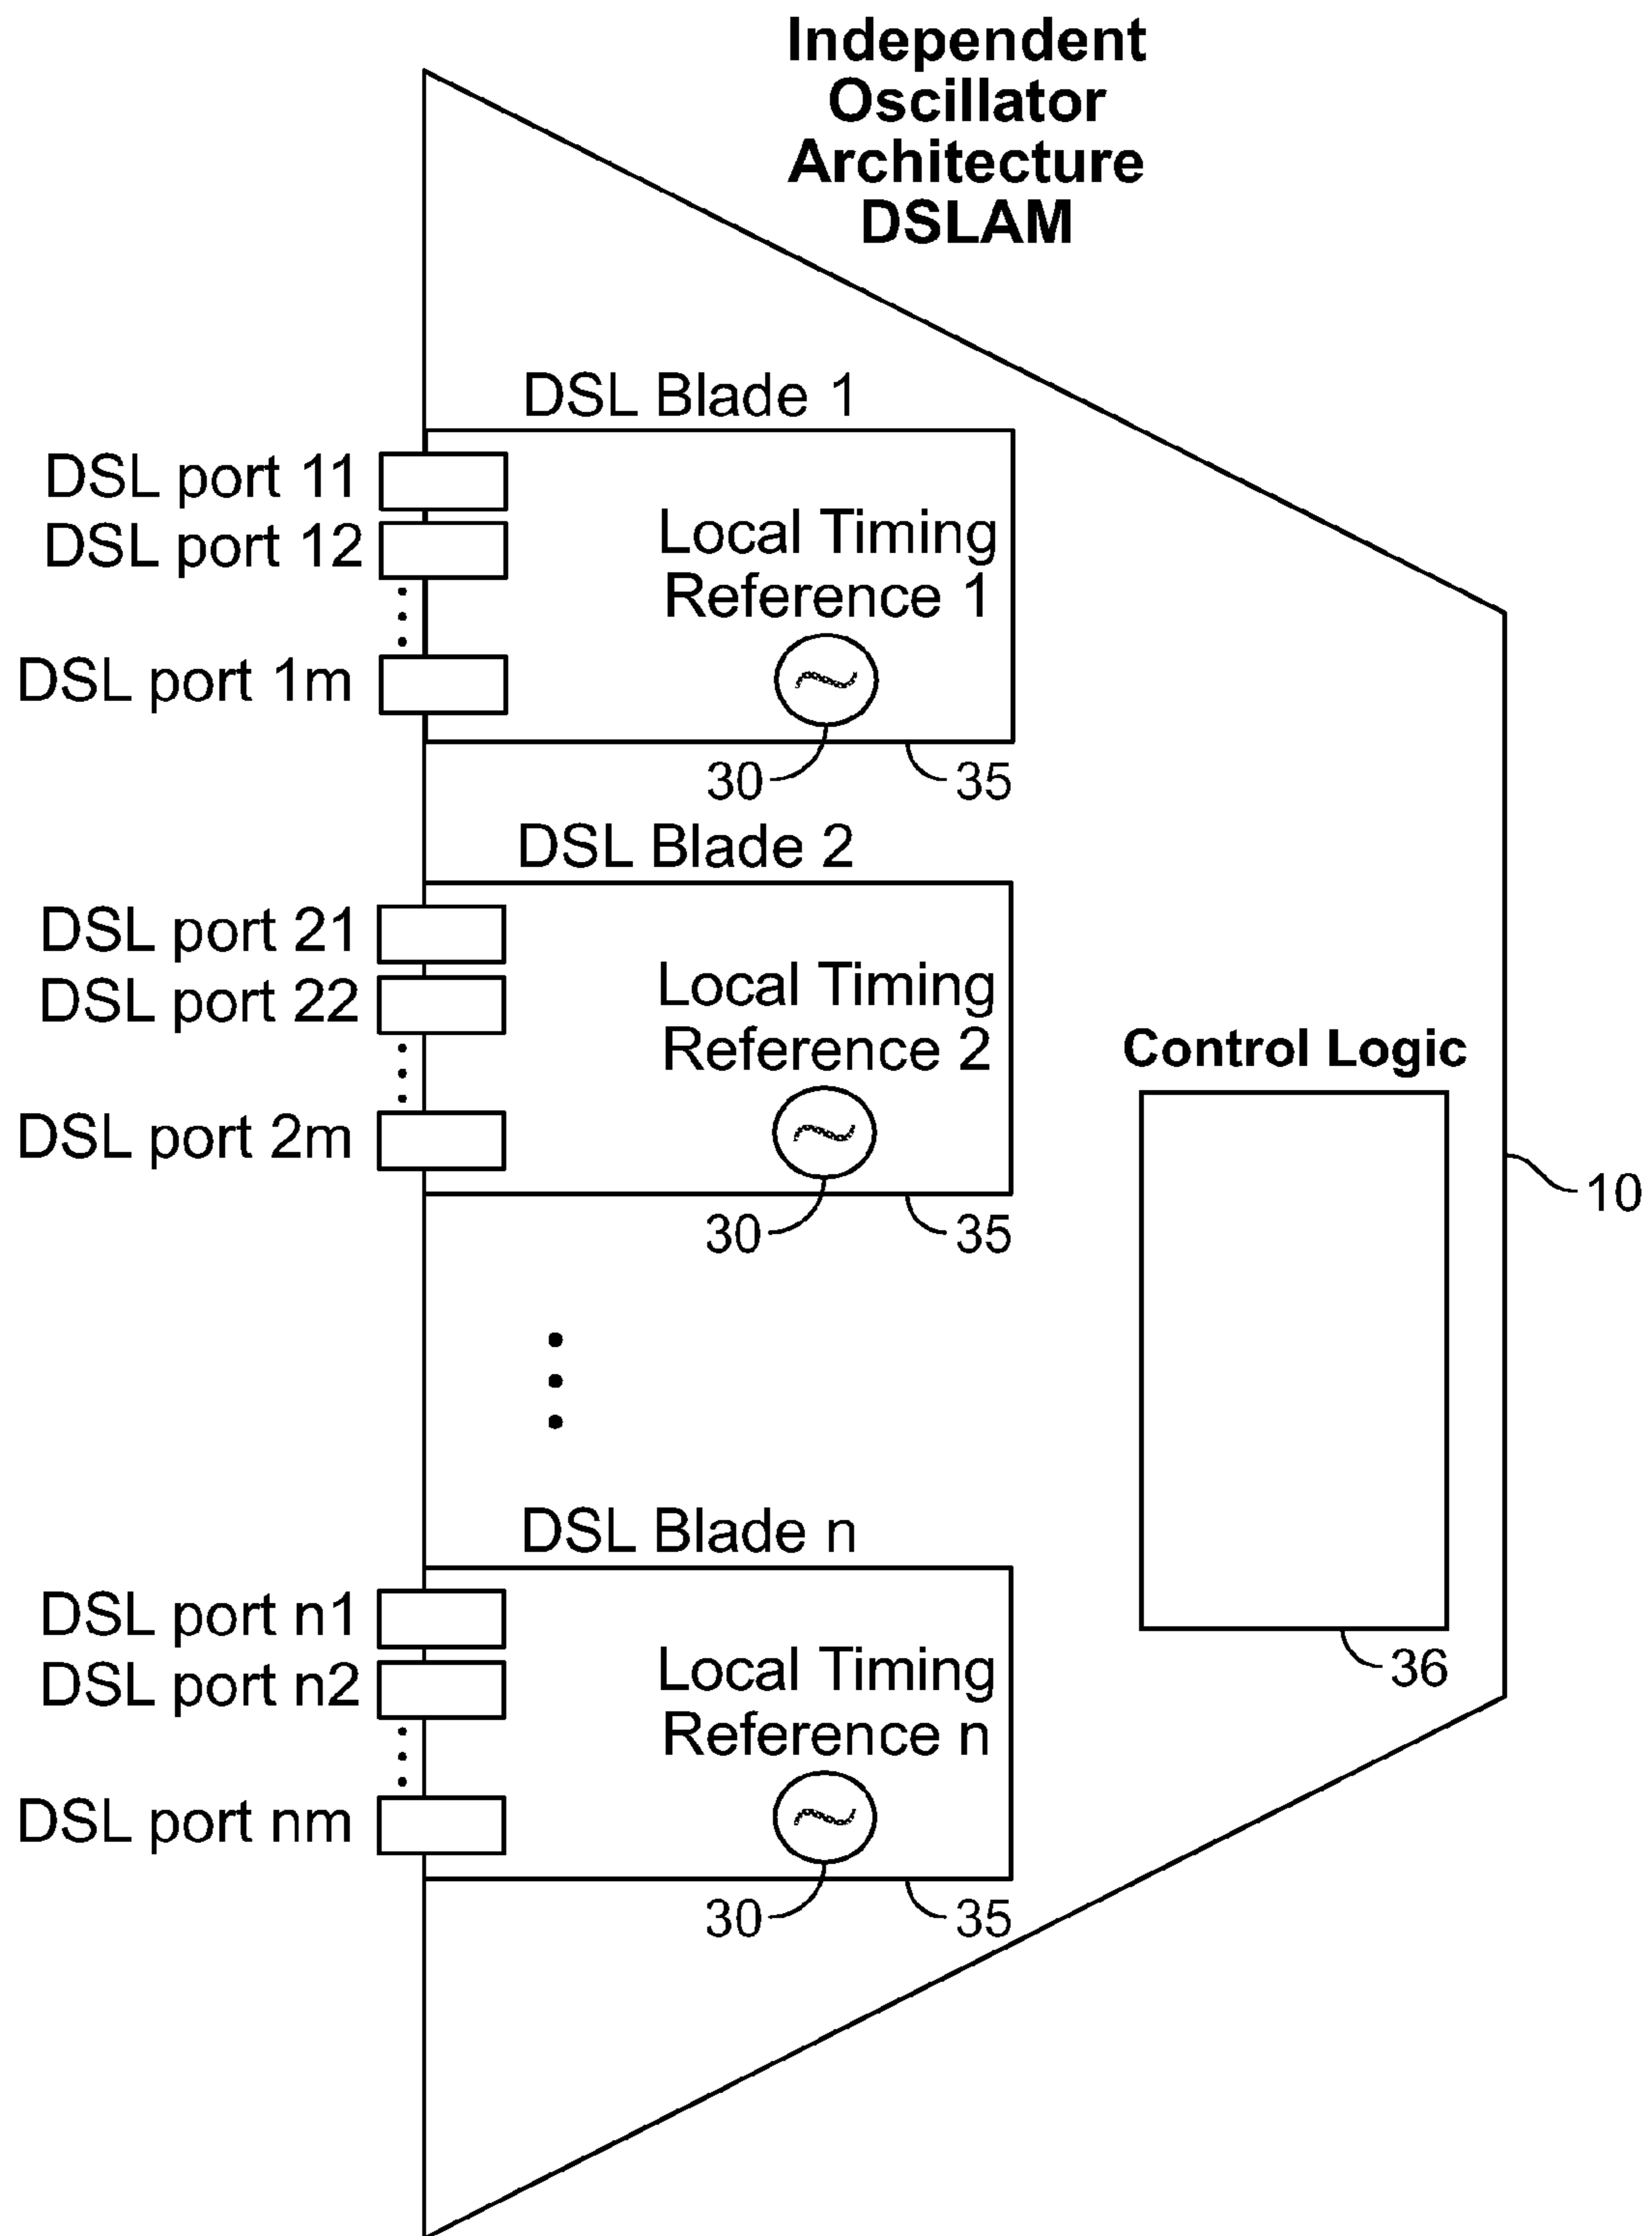 Independent
Oscillator
Architecture
DSLAM
DSL Blade 1
DSL port 11
DSL port 12
DSL port 1m
Local Timing
Reference 1
30
35
DSL Blade 2
DSL port 21
DSL port 22
DSL port 2m
Local Timing
Reference 2
30
35
Control Logic
10
36
DSL Blade n
DSL port n1
DSL port n2
DSL port nm
Local Timing
Reference n
30
35